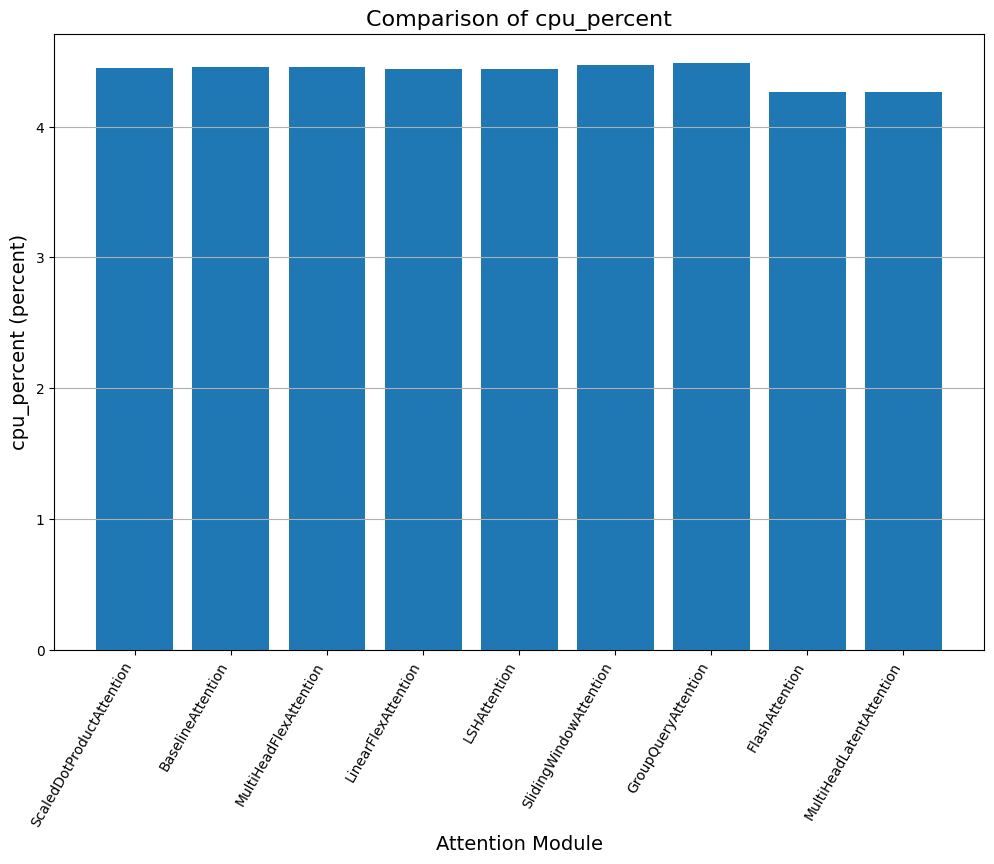 Comparison of cpu_percent
cpu_percent (percent)
4
3
2
1
0
ScaledDotProductAttention
BaselineAttention
MultiHeadFlexAttention
LinearFlexAttention
LSHAttention
SlidingWindowAttention
GroupQueryAttention
FlashAttention
MultiHeadLatentAttention
Attention Module